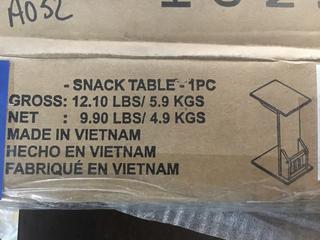 A032
- SNACK TABLE - 1PC
GROSS: 12.10 LBS/ 5.9 KGS
NET : 9.90 LBS/ 4.9 KGS
MADE IN VIETNAM
HECHO EN VIETNAM
FABRIQUÉ EN VIETNAM